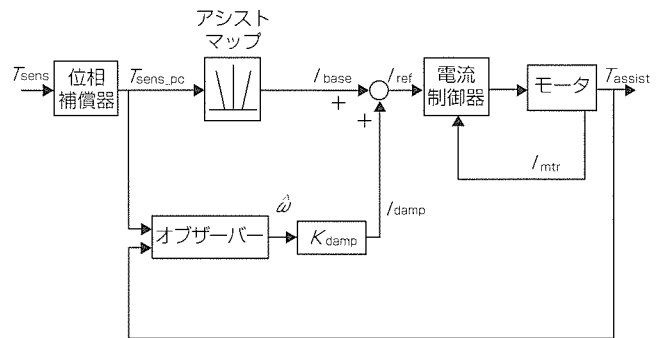 アシスト
マップ
Tsens
位相
補償器
Tsens_pc
Ibase
+
+
Iref
電流
制御器
モータ
Tassist
Imtr
オブザーバー
ω̂
Kdamp
Idamp